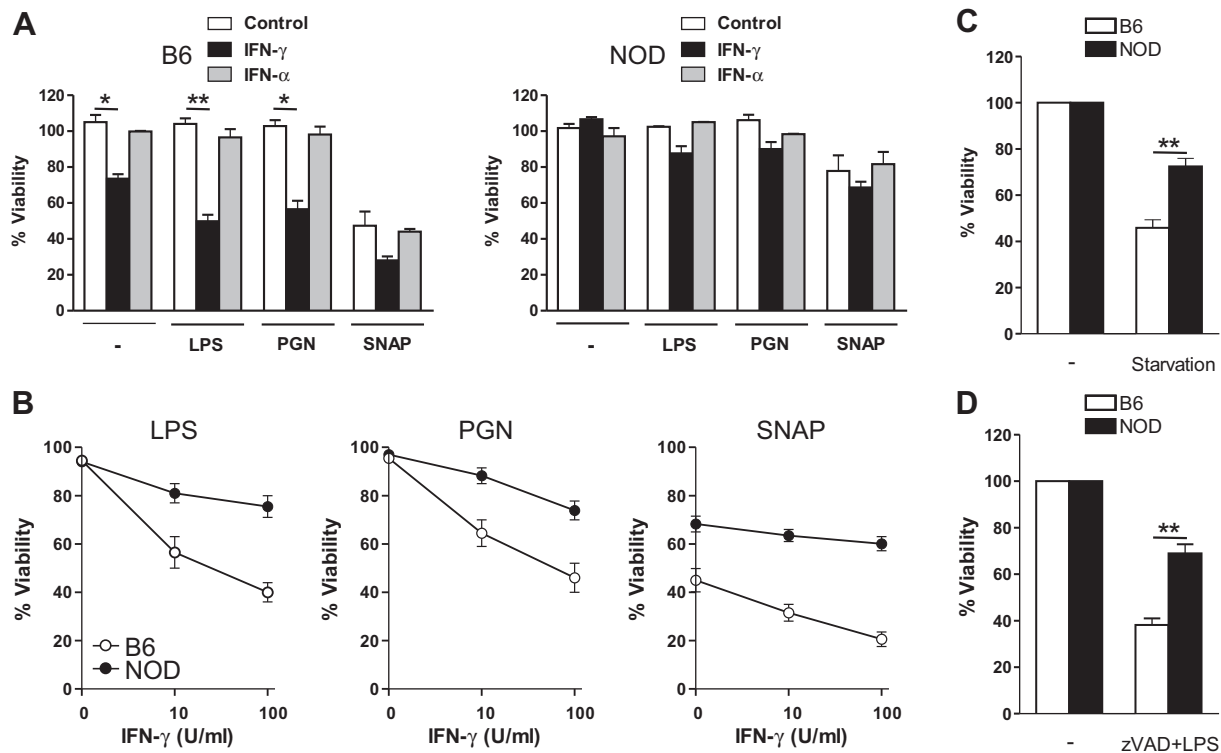 A
B6
Control
IFN-γ
IFN-α
% Viability
120
100
80
60
40
20
0
* ** *
- LPS PGN SNAP
NOD
Control
IFN-γ
IFN-α
% Viability
120
100
80
60
40
20
0
- LPS PGN SNAP
B
LPS
% Viability
100
80
60
40
20
0
B6
NOD
0 10 100
IFN-γ (U/ml)
PGN
% Viability
100
80
60
40
20
0
0 10 100
IFN-γ (U/ml)
SNAP
% Viability
100
80
60
40
20
0
0 10 100
IFN-γ (U/ml)
C
B6
NOD
% Viability
120
100
80
60
40
20
0
**
- Starvation
D
B6
NOD
% Viability
120
100
80
60
40
20
0
**
- zVAD+LPS